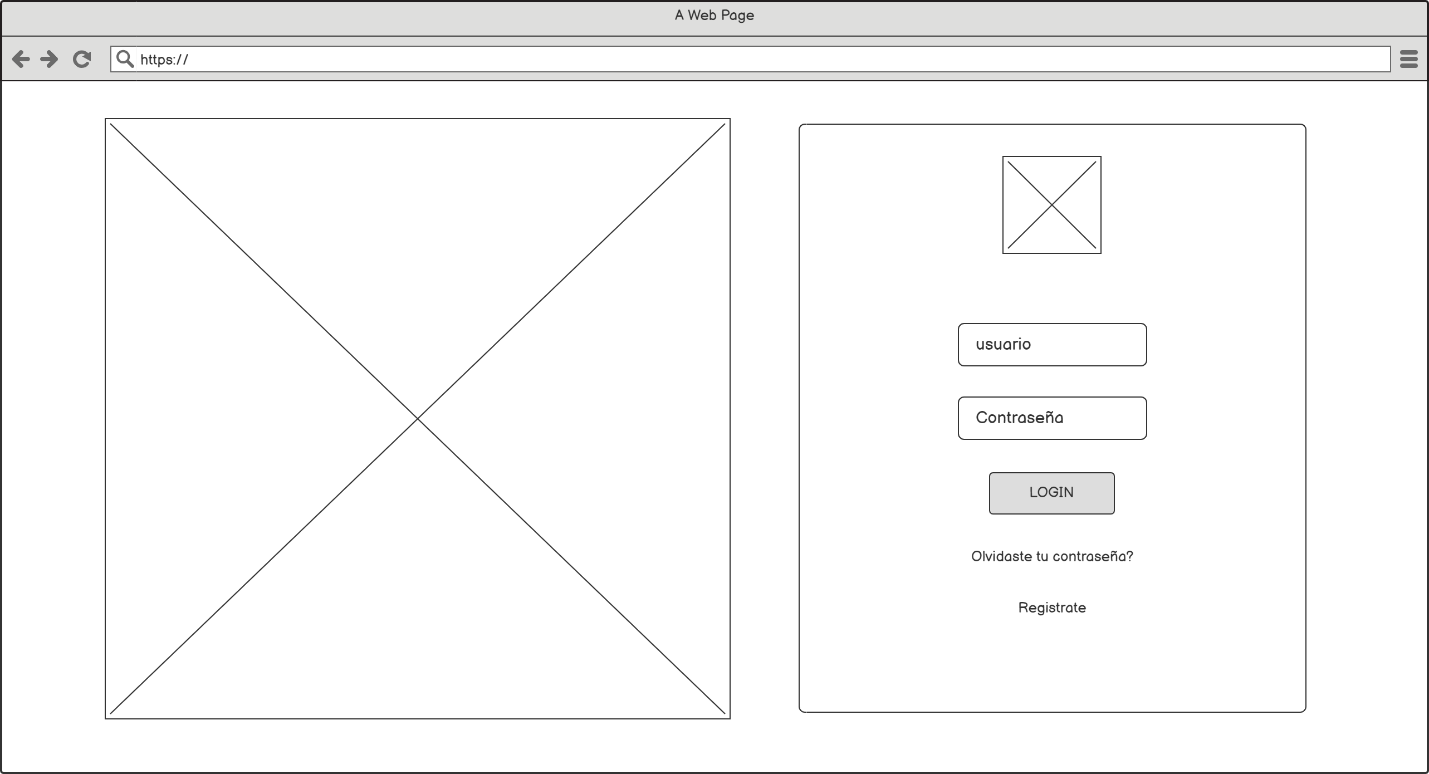 A Web Page
https://
usuario
Contraseña
LOGIN
Olvidaste tu contraseña?
Registrate